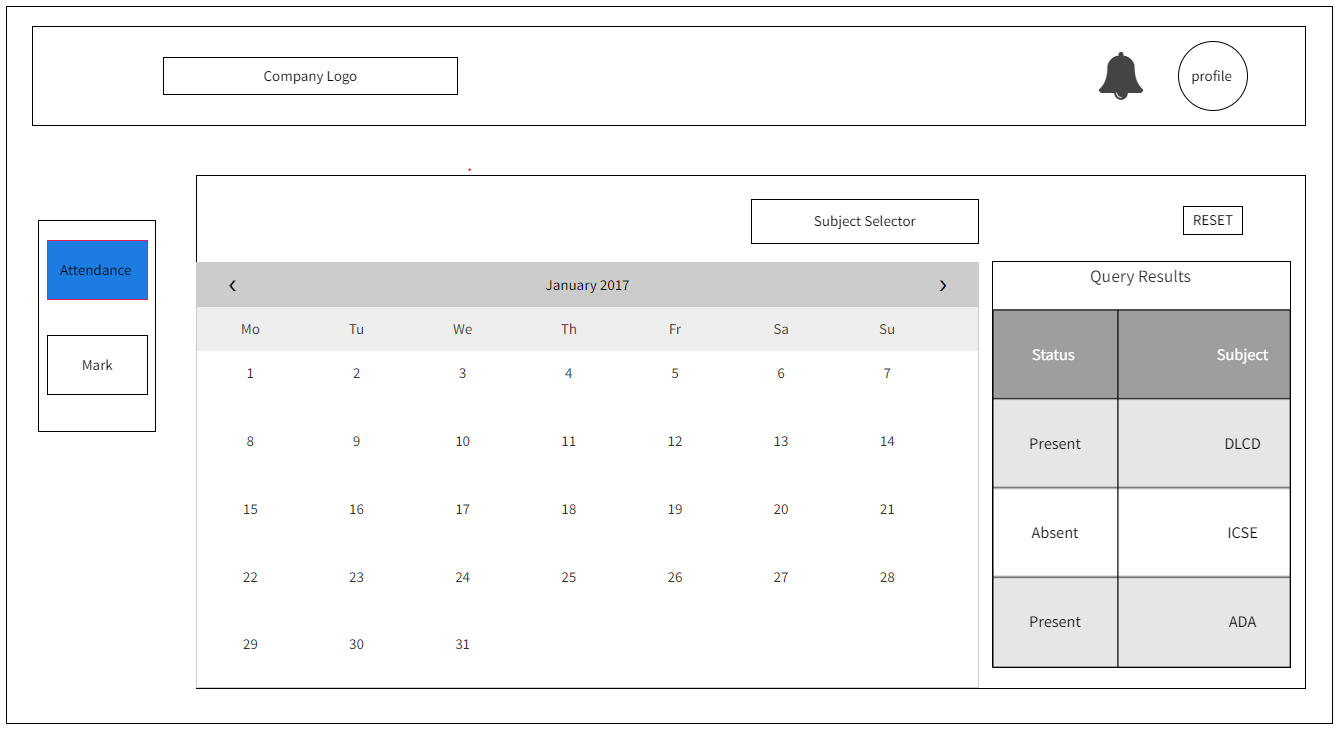 Company Logo
profile
Subject Selector
RESET
Attendance
Mark
January 2017
Mo Tu We Th Fr Sa Su
1 2 3 4 5 6 7
8 9 10 11 12 13 14
15 16 17 18 19 20 21
22 23 24 25 26 27 28
29 30 31
Query Results
Status Subject
Present DLCD
Absent ICSE
Present ADA